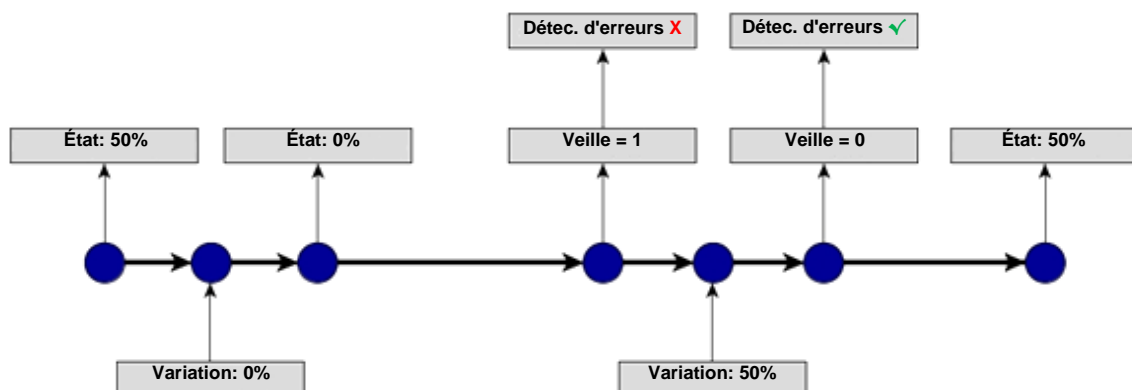 Détec. d'erreurs X
Détec. d'erreurs ✓
État: 50%
État: 0%
Veille = 1
Veille = 0
État: 50%
Variation: 0%
Variation: 50%